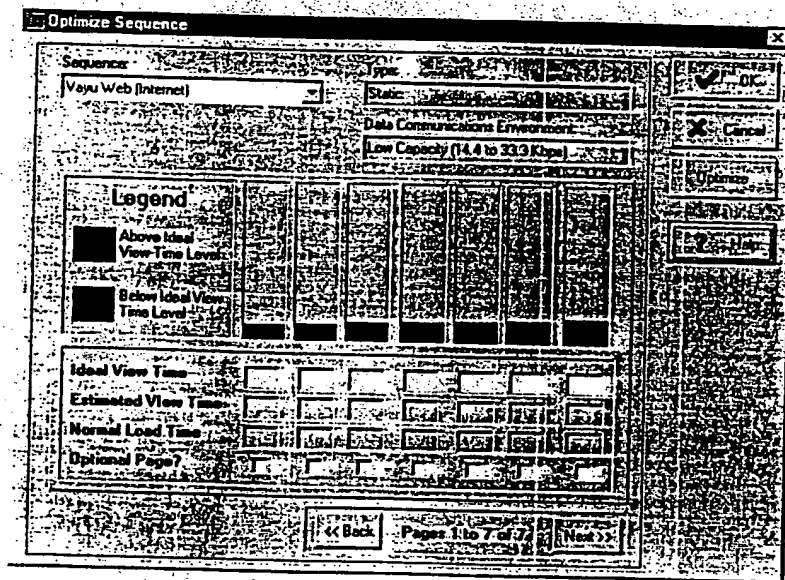 Optimize Sequence
Sequence:
Type:
Vayu Web (Internet)
Static
OK
Data Communications Environment:
Cancel
Low Capacity (14.4 to 33.3 Kbps)
Optimize
Legend
Help
Above Ideal
View-Time Level
Below Ideal View-
Time Level
Ideal View Time
Estimated View Time
Normal Load Time
Optional Page?
<< Back
Pages 1 to 7 of 7
Next >>